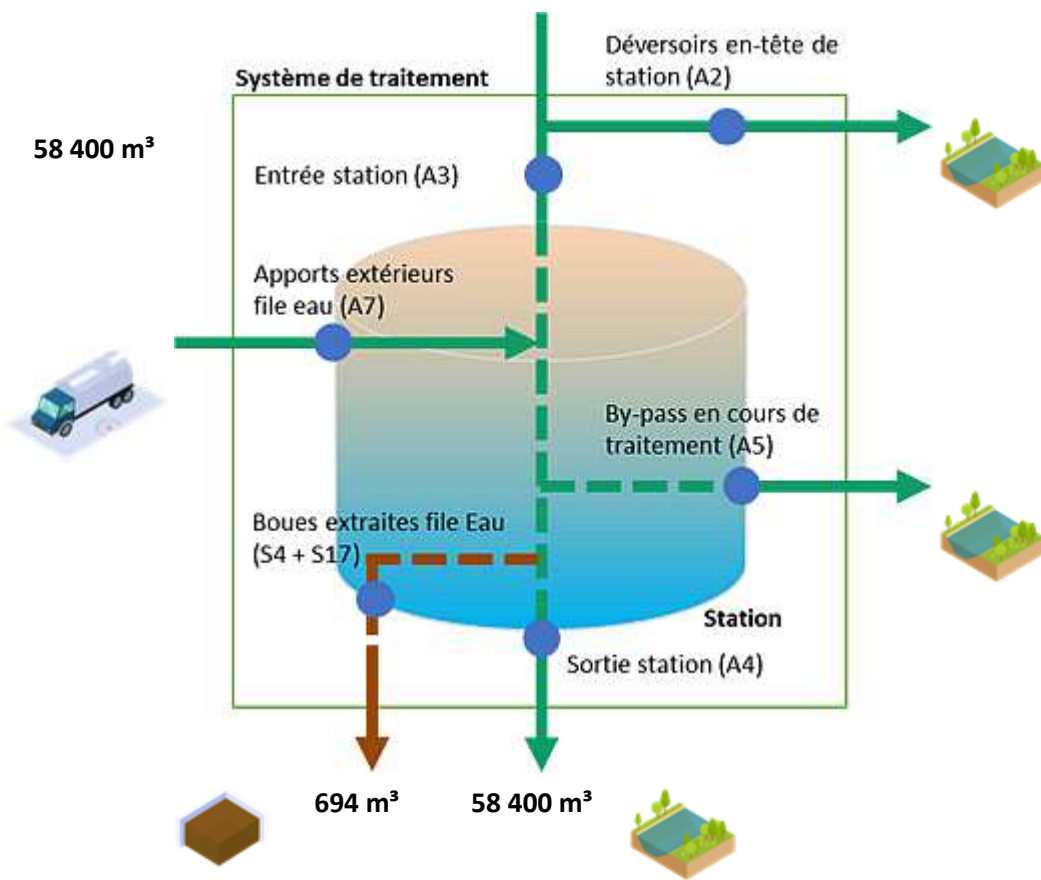 Déversoirs en-tête de
station (A2)
Système de traitement
58 400 m³
Entrée station (A3)
Apports extérieurs
file eau (A7)
By-pass en cours de
traitement (A5)
Boues extraites file Eau
(S4 + S17)
Station
Sortie station (A4)
694 m³
58 400 m³